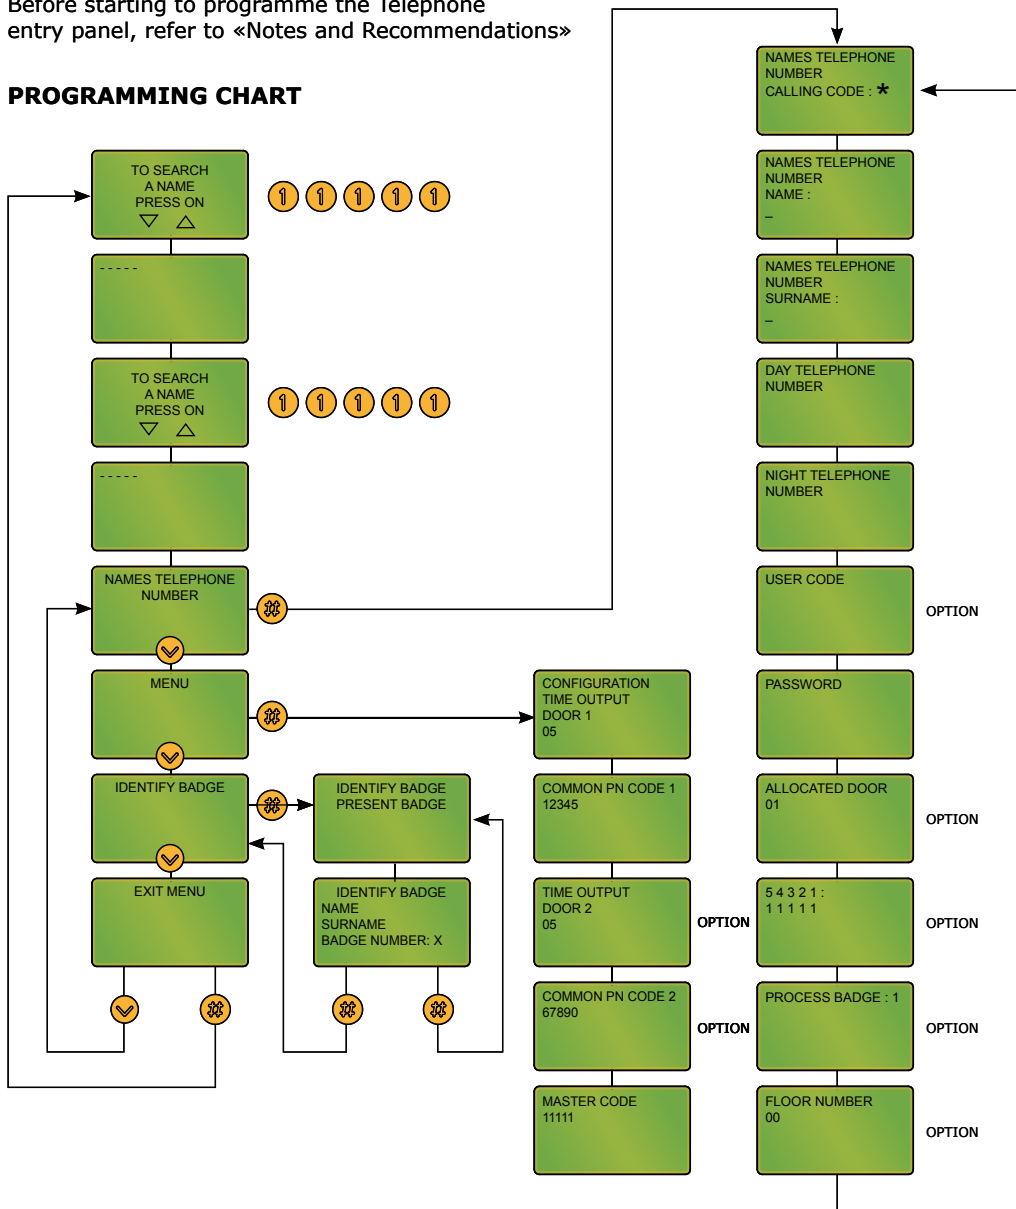 Before starting to programme the Telephone
entry panel, refer to «Notes and Recommendations»
PROGRAMMING CHART
TO SEARCH
A NAME
PRESS ON
1 1 1 1 1
- - - - -
TO SEARCH
A NAME
PRESS ON
1 1 1 1 1
- - - - -
NAMES TELEPHONE
NUMBER
#
MENU
#
IDENTIFY BADGE
#
EXIT MENU
#
IDENTIFY BADGE
PRESENT BADGE
IDENTIFY BADGE
NAME
SURNAME
BADGE NUMBER: X
# #
CONFIGURATION
TIME OUTPUT
DOOR 1
05
COMMON PN CODE 1
12345
TIME OUTPUT
DOOR 2
05
OPTION
COMMON PN CODE 2
67890
OPTION
MASTER CODE
11111
NAMES TELEPHONE
NUMBER
CALLING CODE : *
NAMES TELEPHONE
NUMBER
NAME :
_
NAMES TELEPHONE
NUMBER
SURNAME :
_
DAY TELEPHONE
NUMBER
NIGHT TELEPHONE
NUMBER
USER CODE
OPTION
PASSWORD
ALLOCATED DOOR
01
OPTION
5 4 3 2 1 :
1 1 1 1 1
OPTION
PROCESS BADGE : 1
OPTION
FLOOR NUMBER
00
OPTION